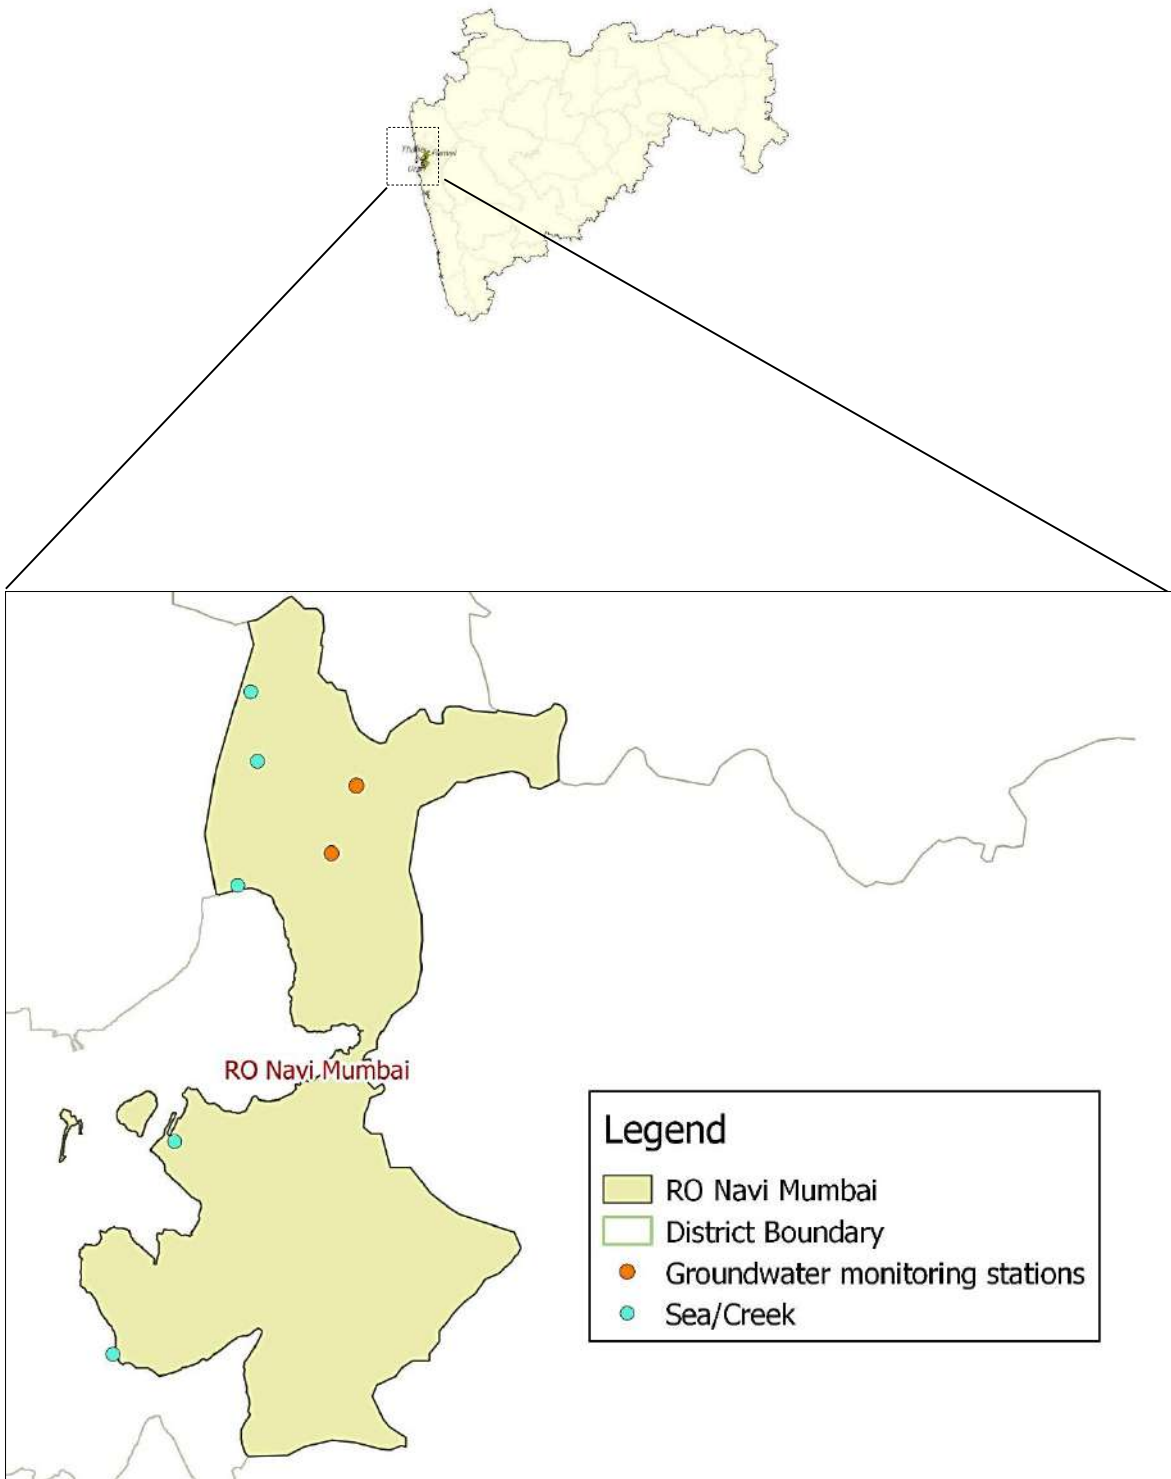 RO Navi Mumbai
Legend
RO Navi Mumbai
District Boundary
Groundwater monitoring stations
Sea/Creek